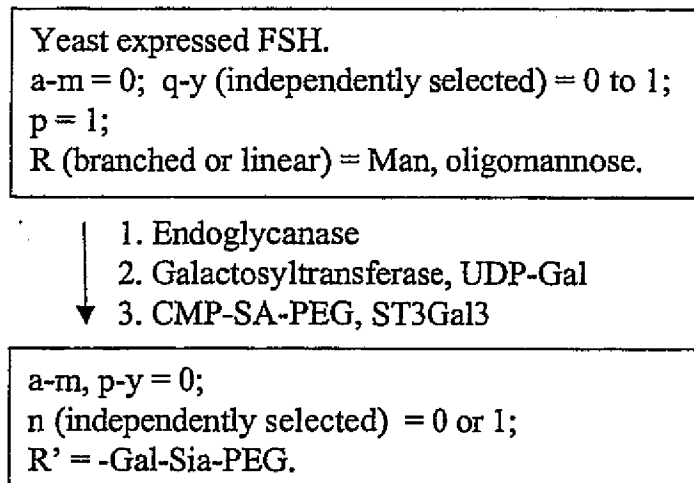 Yeast expressed FSH.
a-m = 0; q-y (independently selected) = 0 to 1;
p = 1;
R (branched or linear) = Man, oligomannose.
1. Endoglycanase
2. Galactosyltransferase, UDP-Gal
3. CMP-SA-PEG, ST3Gal3
a-m, p-y = 0;
n (independently selected) = 0 or 1;
R' = -Gal-Sia-PEG.